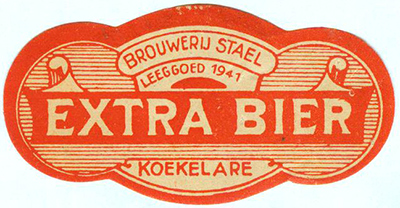 BROUWERIJ STAEL
LEEGGOED 1941
EXTRA BIER
KOEKELARE